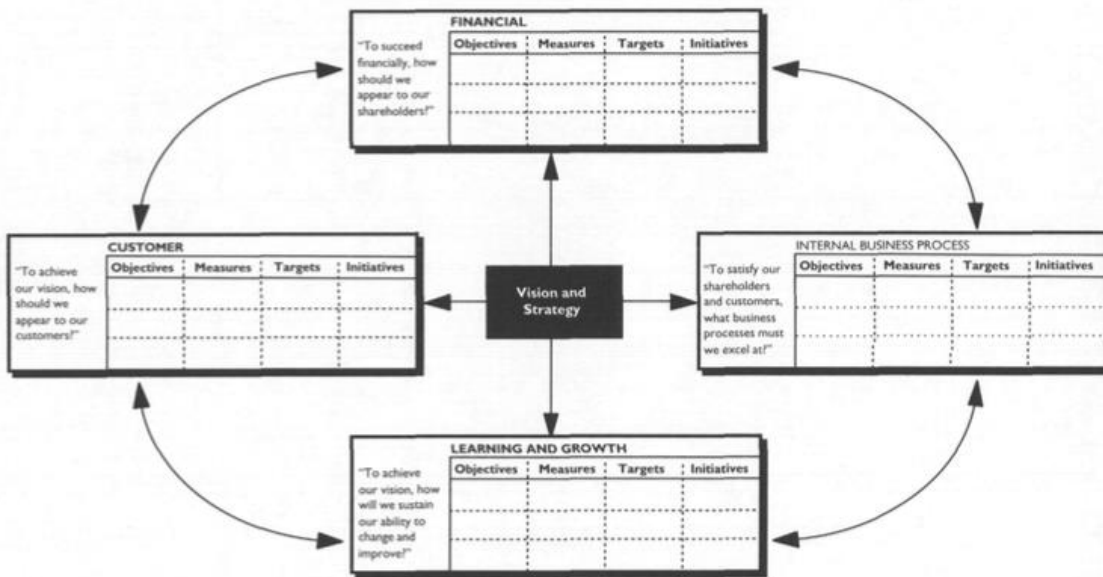 FINANCIAL
"To succeed
financially, how
should we
appear to our
shareholders?"
Objectives Measures Targets Initiatives
CUSTOMER
"To achieve
our vision, how
should we
appear to our
customers?"
Objectives Measures Targets Initiatives
Vision and
Strategy
INTERNAL BUSINESS PROCESS
"To satisfy our
shareholders
and customers,
what business
processes must
we excel at?"
Objectives Measures Targets Initiatives
LEARNING AND GROWTH
"To achieve
our vision, how
will we sustain
our ability to
change and
improve?"
Objectives Measures Targets Initiatives